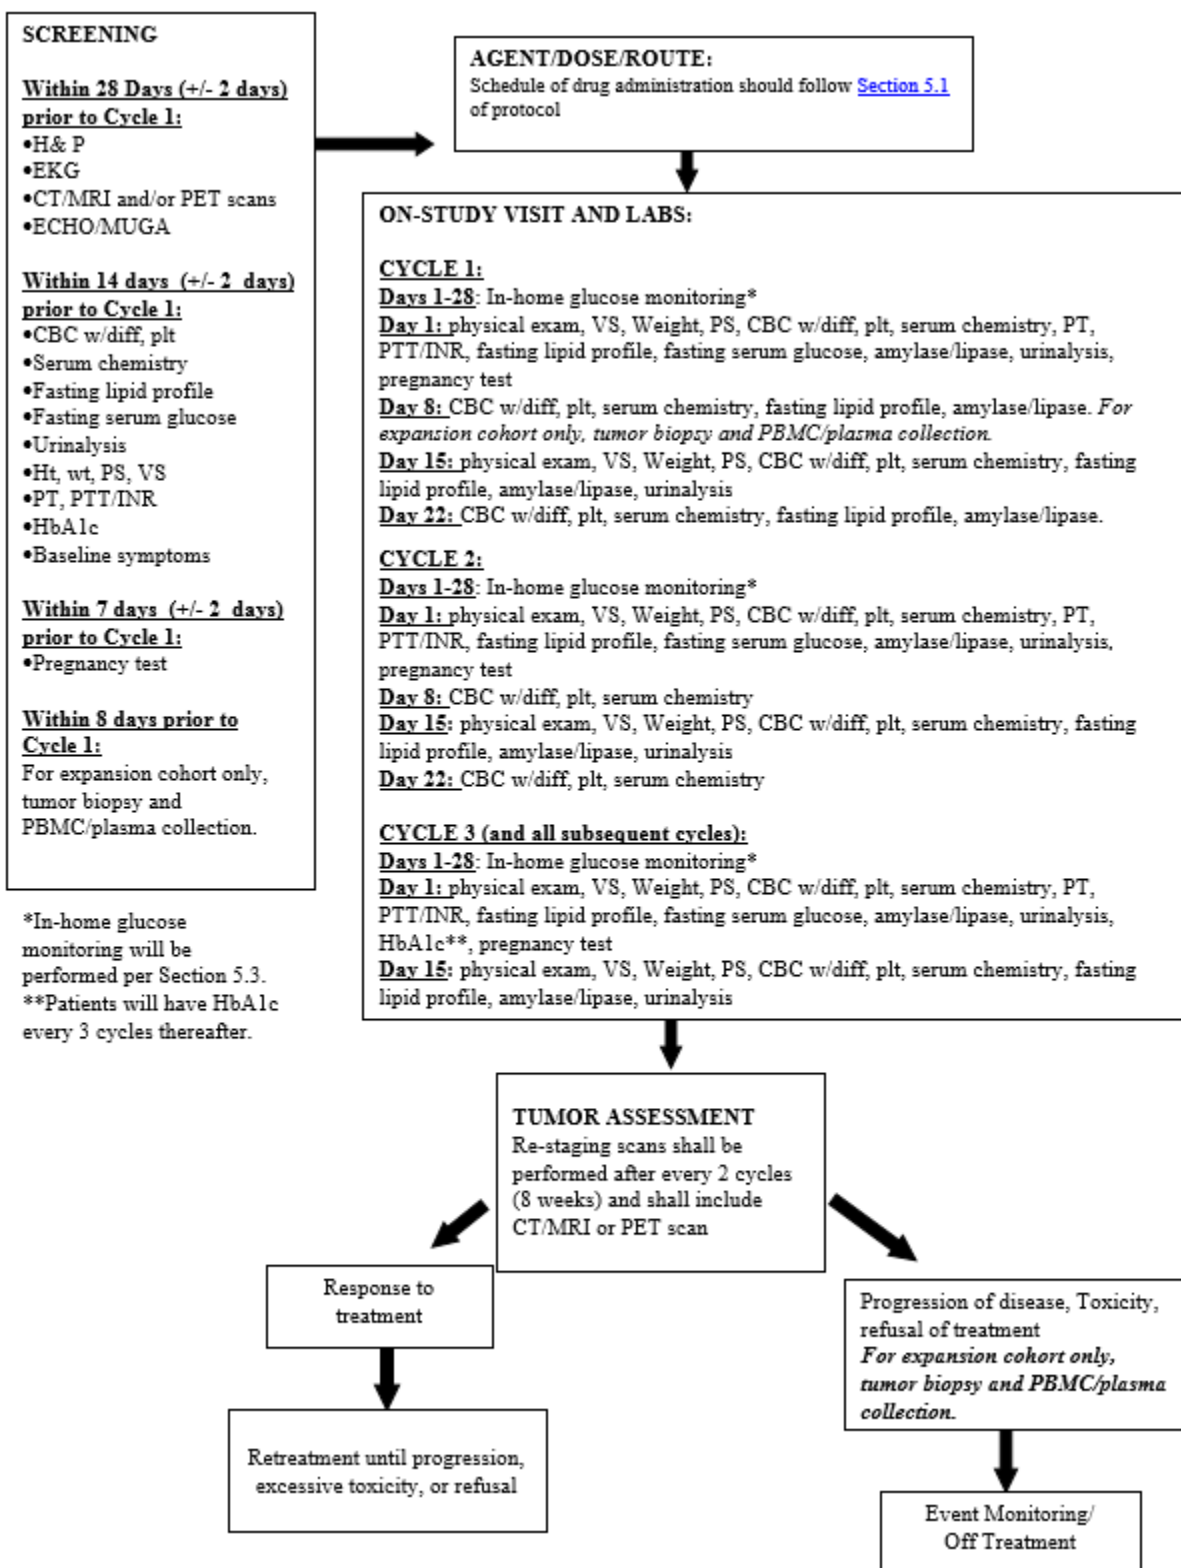 SCREENING
Within 28 Days (+/- 2 days)
prior to Cycle 1:
•H& P
•EKG
•CT/MRI and/or PET scans
•ECHO/MUGA
Within 14 days (+/- 2 days)
prior to Cycle 1:
•CBC w/diff, plt
•Serum chemistry
•Fasting lipid profile
•Fasting serum glucose
•Urinalysis
•Ht, wt, PS, VS
•PT, PTT/INR
•HbA1c
•Baseline symptoms
Within 7 days (+/- 2 days)
prior to Cycle 1:
•Pregnancy test
Within 8 days prior to
Cycle 1:
For expansion cohort only,
tumor biopsy and
PBMC/plasma collection.
*In-home glucose
monitoring will be
performed per Section 5.3.
**Patients will have HbA1c
every 3 cycles thereafter.
AGENT/DOSE/ROUTE:
Schedule of drug administration should follow Section 5.1
of protocol
ON-STUDY VISIT AND LABS:
CYCLE 1:
Days 1-28: In-home glucose monitoring*
Day 1: physical exam, VS, Weight, PS, CBC w/diff, plt, serum chemistry, PT,
PTT/INR, fasting lipid profile, fasting serum glucose, amylase/lipase, urinalysis,
pregnancy test
Day 8: CBC w/diff, plt, serum chemistry, fasting lipid profile, amylase/lipase. For
expansion cohort only, tumor biopsy and PBMC/plasma collection.
Day 15: physical exam, VS, Weight, PS, CBC w/diff, plt, serum chemistry, fasting
lipid profile, amylase/lipase, urinalysis
Day 22: CBC w/diff, plt, serum chemistry, fasting lipid profile, amylase/lipase.
CYCLE 2:
Days 1-28: In-home glucose monitoring*
Day 1: physical exam, VS, Weight, PS, CBC w/diff, plt, serum chemistry, PT,
PTT/INR, fasting lipid profile, fasting serum glucose, amylase/lipase, urinalysis,
pregnancy test
Day 8: CBC w/diff, plt, serum chemistry
Day 15: physical exam, VS, Weight, PS, CBC w/diff, plt, serum chemistry, fasting
lipid profile, amylase/lipase, urinalysis
Day 22: CBC w/diff, plt, serum chemistry
CYCLE 3 (and all subsequent cycles):
Days 1-28: In-home glucose monitoring*
Day 1: physical exam, VS, Weight, PS, CBC w/diff, plt, serum chemistry, PT,
PTT/INR, fasting lipid profile, fasting serum glucose, amylase/lipase, urinalysis,
HbA1c**, pregnancy test
Day 15: physical exam, VS, Weight, PS, CBC w/diff, plt, serum chemistry, fasting
lipid profile, amylase/lipase, urinalysis
TUMOR ASSESSMENT
Re-staging scans shall be
performed after every 2 cycles
(8 weeks) and shall include
CT/MRI or PET scan
Response to
treatment
Retreatment until progression,
excessive toxicity, or refusal
Progression of disease, Toxicity,
refusal of treatment
For expansion cohort only,
tumor biopsy and PBMC/plasma
collection.
Event Monitoring/
Off Treatment